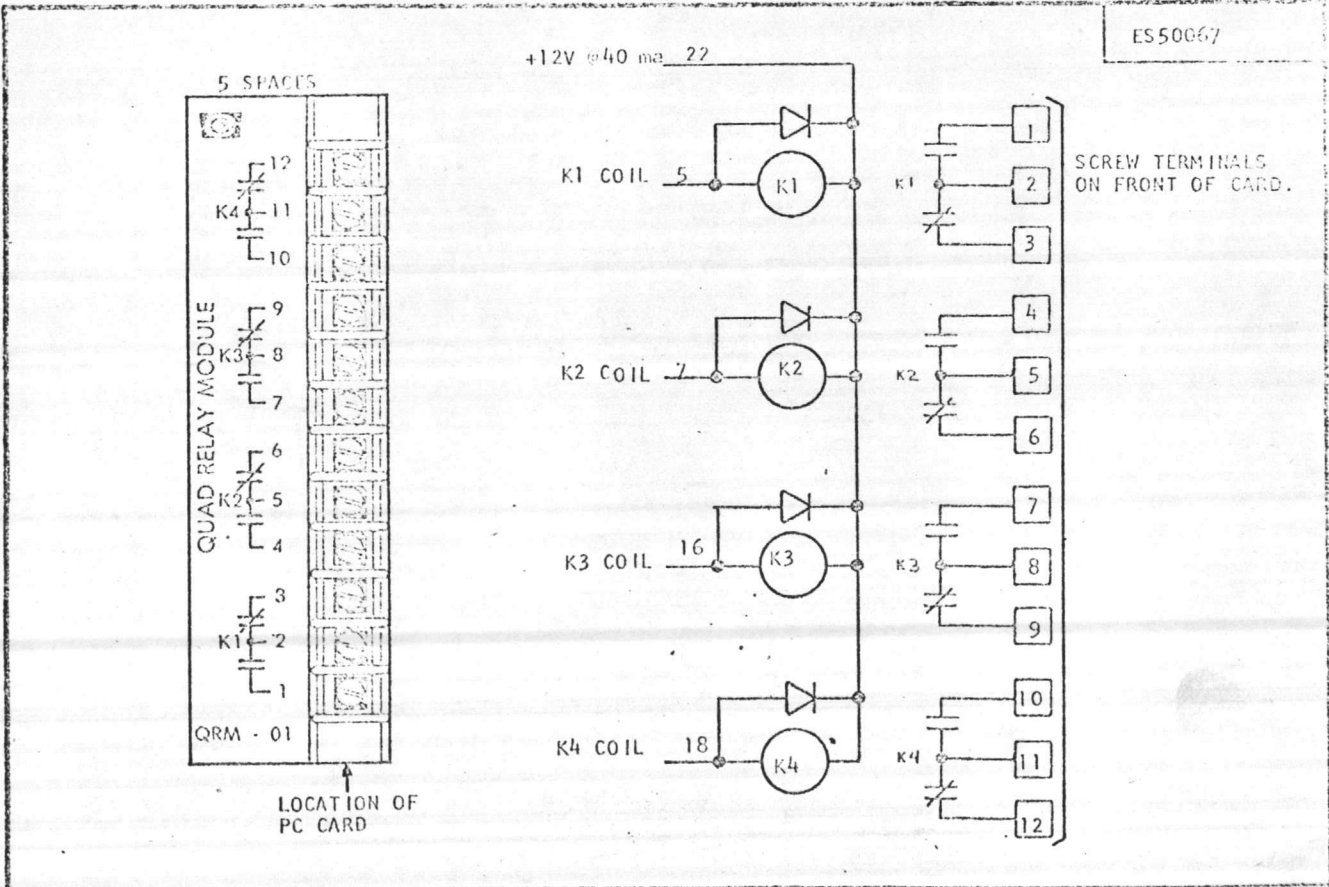 ES50067
+12V @ 40 ma 22
5 SPACES
12
K4 11
10
9
K3 8
7
6
K2 5
4
3
K1 2
1
QUAD RELAY MODULE
QRM - 01
LOCATION OF
PC CARD
K1 COIL 5
K1
K2 COIL 7
K2
K3 COIL 16
K3
K4 COIL 18
K4
K1
1
2
3
K2
4
5
6
K3
7
8
9
K4
10
11
12
SCREW TERMINALS
ON FRONT OF CARD.